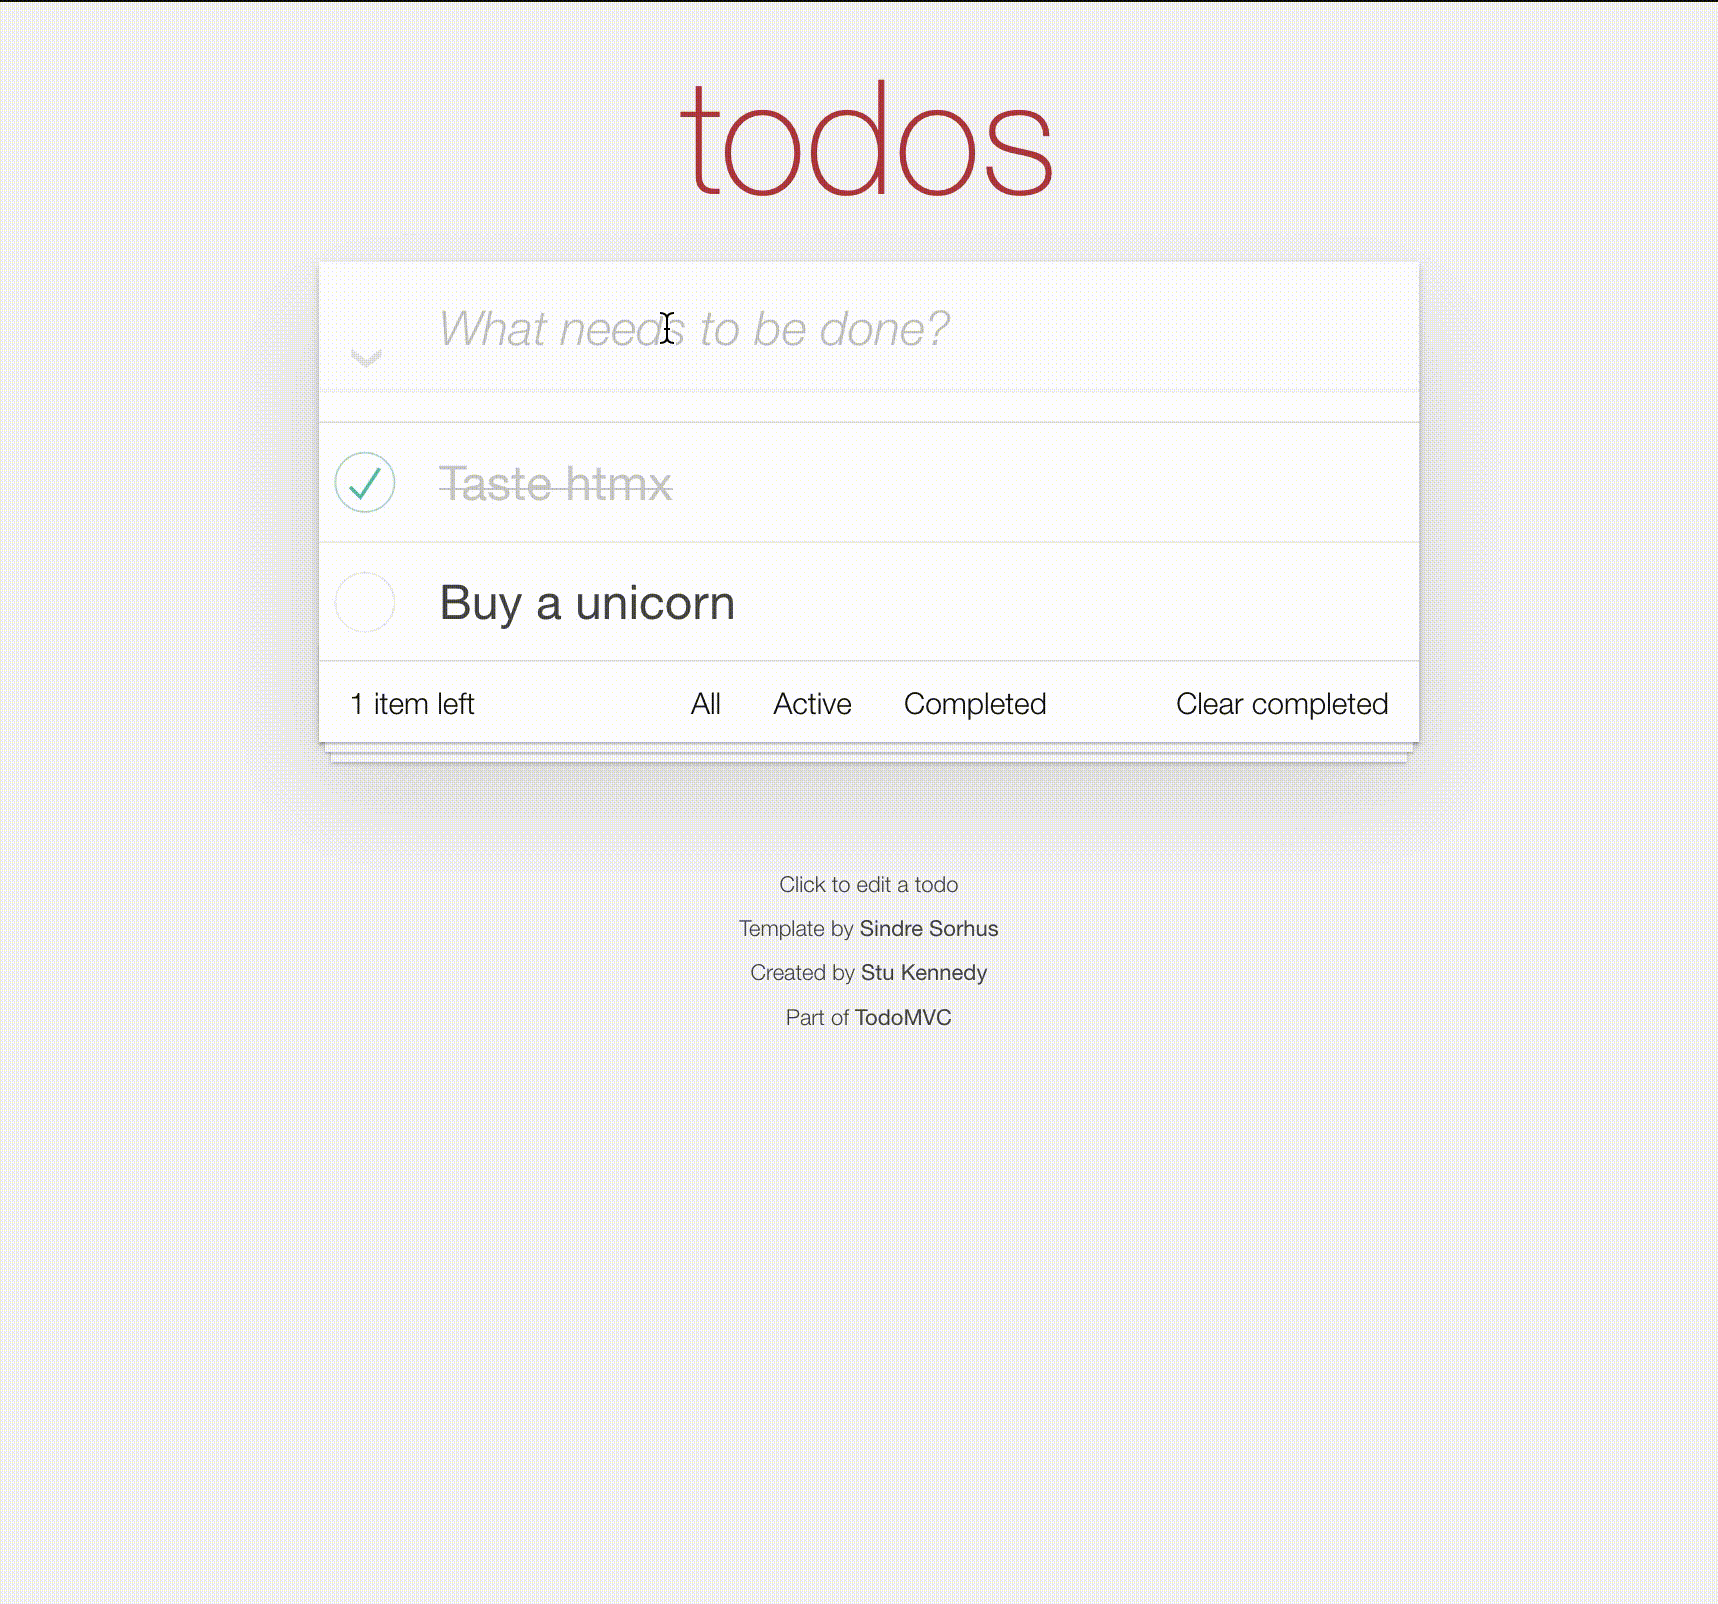 todos
What needs to be done?
Taste htmx
Buy a unicorn
1 item left All Active Completed Clear completed
Click to edit a todo
Template by Sindre Sorhus
Created by Stu Kennedy
Part of TodoMVC